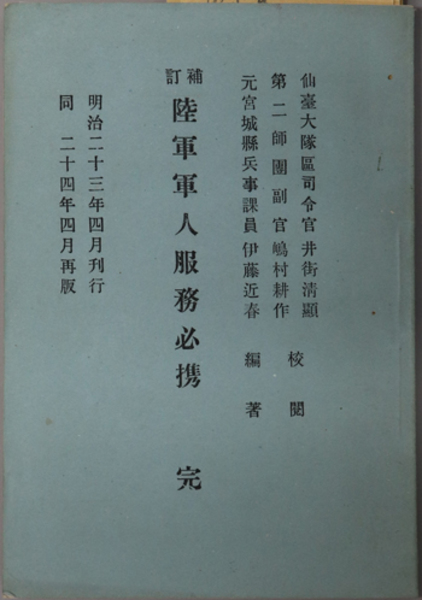 仙臺大隊區司令官 井街淸顯
第二師團副官 嶋村耕作 校閱
元宮城縣兵事課員 伊藤近春 編著
補訂 陸軍軍人服務必携 完
明治二十三年四月刊行
同 二十四年四月再版